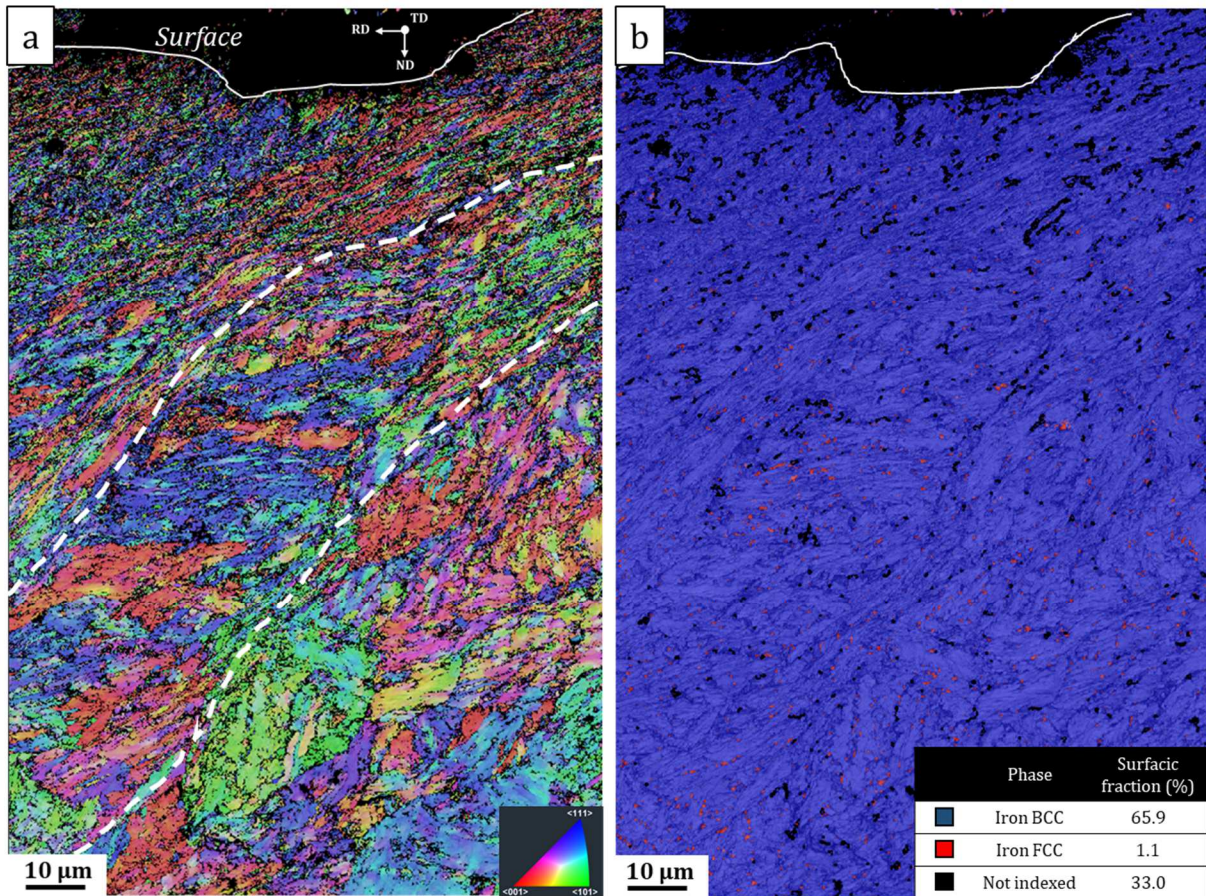 a
Surface
TD
RD
ND
10 μm
<111>
<001>
<101>
b
Phase Surfacic fraction (%)
Iron BCC 65.9
Iron FCC 1.1
Not indexed 33.0
10 μm